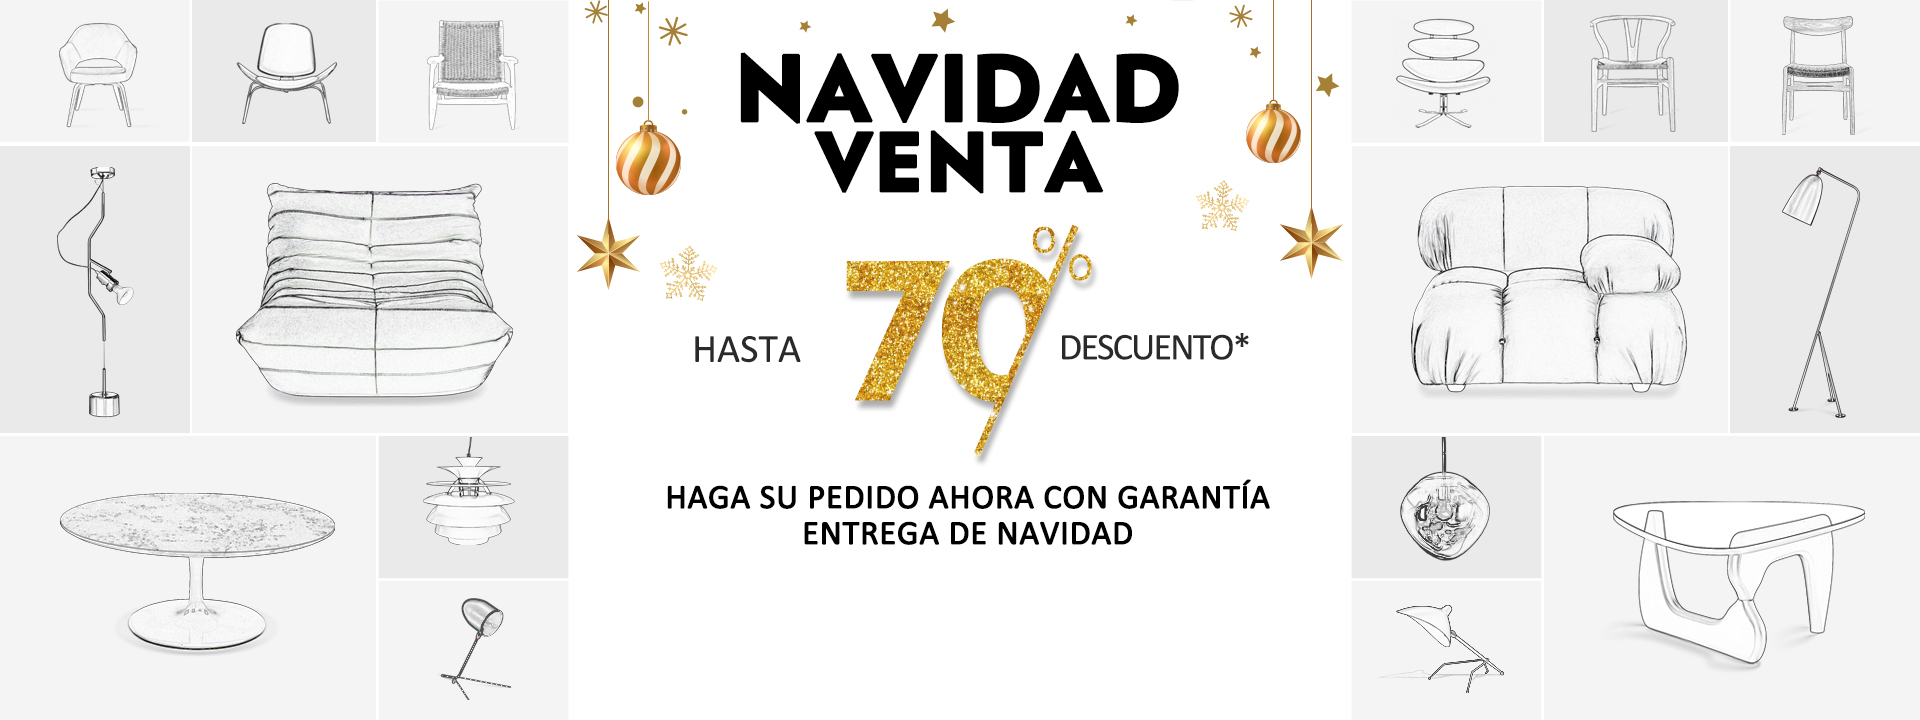 NAVIDAD
VENTA
HASTA 70% DESCUENTO*
HAGA SU PEDIDO AHORA CON GARANTÍA
ENTREGA DE NAVIDAD